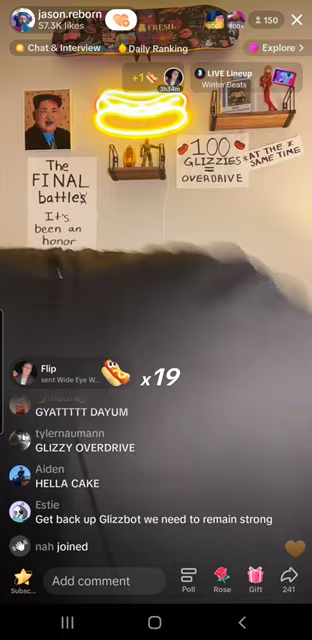 jason.reborn
57.3K likes
150
FRESH
Chat & Interview
Daily Ranking
Explore >
+1
3h34m
LIVE Lineup
Winter Beats
The
FINAL
battles
It's
been an
honor
100
GLIZZIES
=
OVERDRIVE
*AT THE
SAME TIME
Flip
sent Wide Eye W...
x19
GYATTTTT DAYUM
tylernaumann
GLIZZY OVERDRIVE
Aiden
HELLA CAKE
Estie
Get back up Glizzbot we need to remain strong
nah joined
Subsc...
Add comment
Poll
Rose
Gift
241